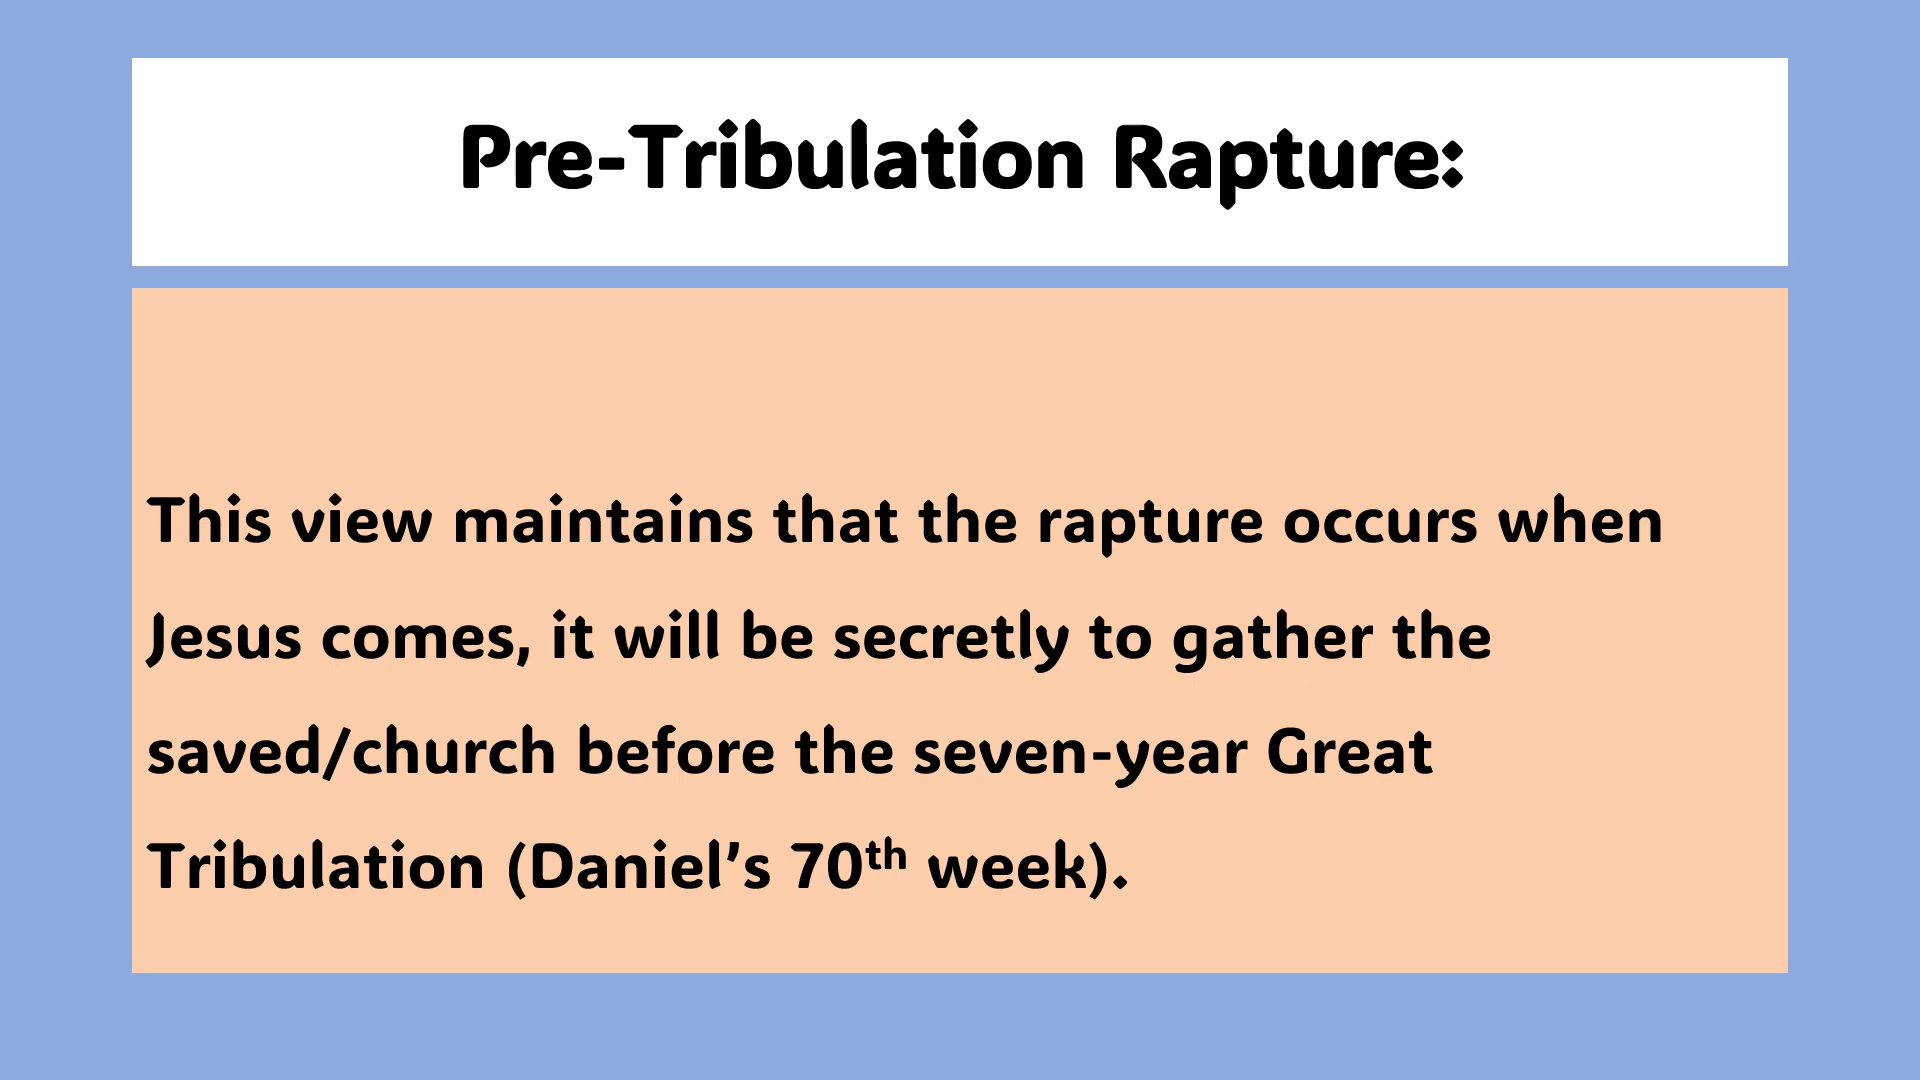 Pre-Tribulation Rapture:
This view maintains that the rapture occurs when
Jesus comes, it will be secretly to gather the
saved/church before the seven-year Great
Tribulation (Daniel’s 70th week).